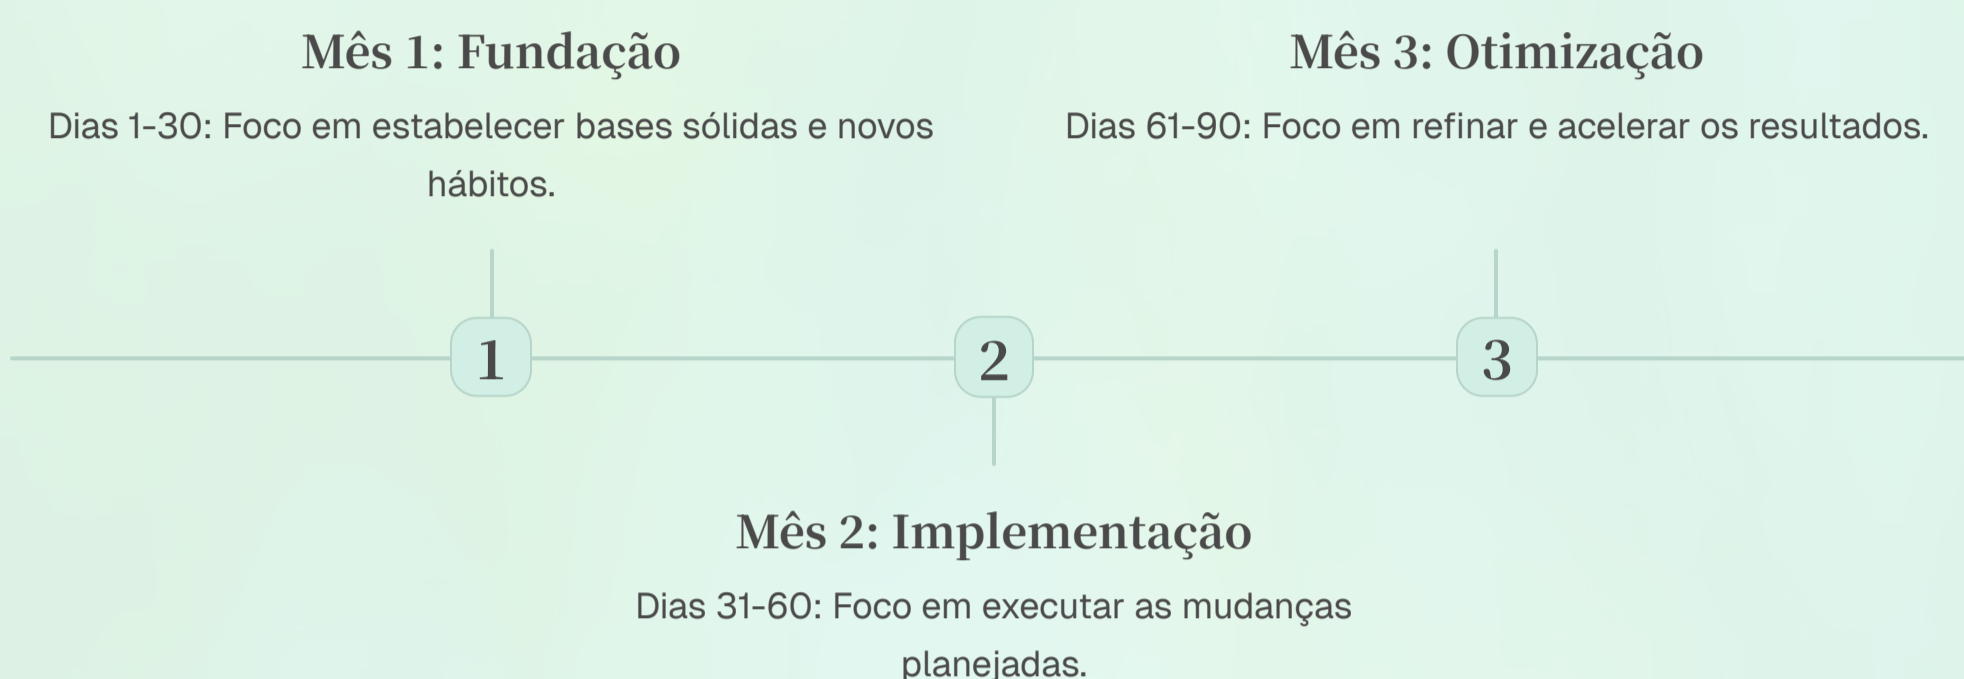 Mês 1: Fundação
Dias 1-30: Foco em estabelecer bases sólidas e novos
hábitos.
Mês 3: Otimização
Dias 61-90: Foco em refinar e acelerar os resultados.
1
2
3
Mês 2: Implementação
Dias 31-60: Foco em executar as mudanças
planejadas.